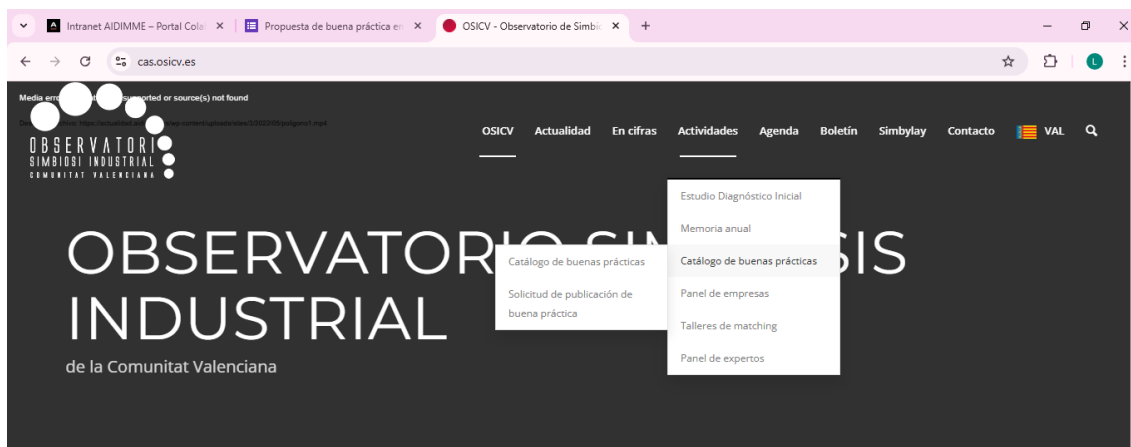 Intranet AIDIMME – Portal Cola
Propuesta de buena práctica en
OSICV - Observatorio de Simbio
cas.osicv.es
L
Media error: supported or source(s) not found
OBSERVATORI
SIMBIOSI INDUSTRIAL
COMUNITAT VALENCIANA
OSICV
Actualidad
En cifras
Actividades
Agenda
Boletín
Simbylay
Contacto
VAL
Estudio Diagnóstico Inicial
Memoria anual
Catálogo de buenas prácticas
Panel de empresas
Talleres de matching
Panel de expertos
Catálogo de buenas prácticas
Solicitud de publicación de
buena práctica
OBSERVATORIO SIM SIS
INDUSTRIAL
de la Comunitat Valenciana